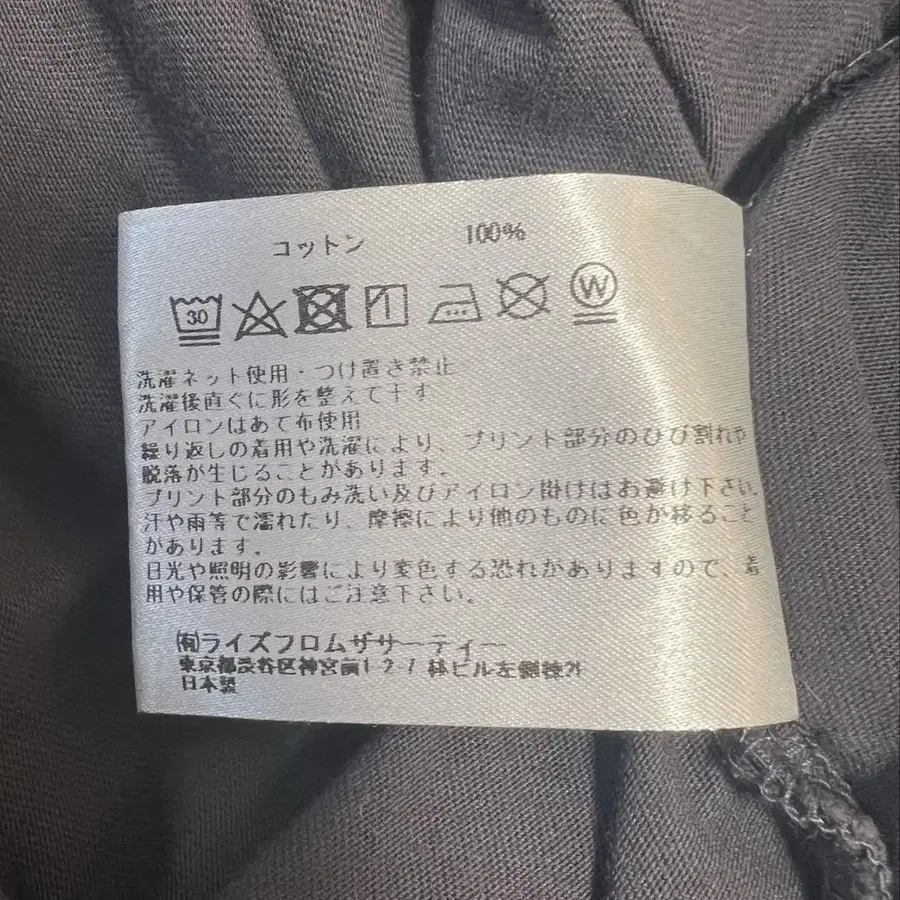 コットン 100%
30 W
洗濯ネット使用・つけ置き禁止
洗濯後直ぐに形を整えて干す
アイロンはあて布使用
繰り返しの着用や洗濯により、プリント部分のひび割れや
脱落が生じることがあります。
プリント部分のもみ洗い及びアイロン掛けはお避け下さい。
汗や雨等で濡れたり、摩擦により他のものに色が移ること
があります。
日光や照明の影響により変色する恐れがありますので、着
用や保管の際にはご注意下さい。
㈲ライズフロムザサーティー
東京都渋谷区神宮前 ビル左側棟2F
日本製